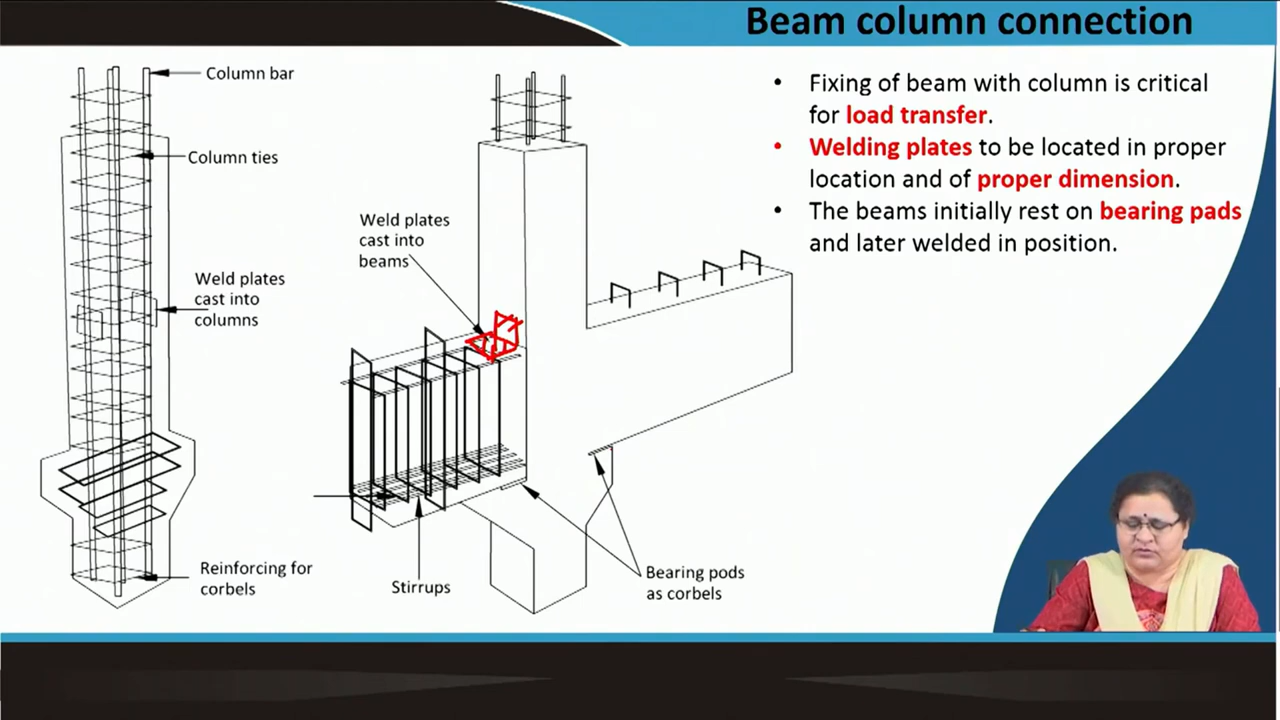 Beam column connection
Column bar
Column ties
Weld plates
cast into
columns
Reinforcing for
corbels
Weld plates
cast into
beams
Stirrups
Bearing pods
as corbels
• Fixing of beam with column is critical
for load transfer.
• Welding plates to be located in proper
location and of proper dimension.
• The beams initially rest on bearing pads
and later welded in position.